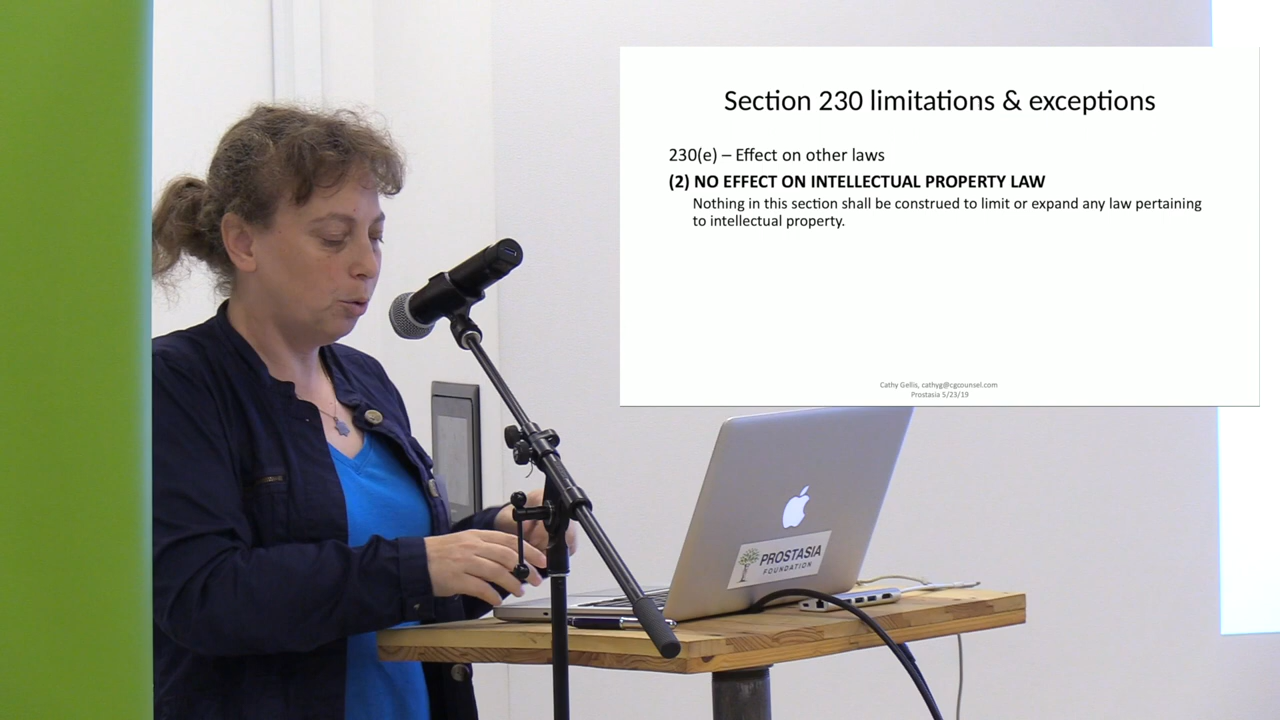 Section 230 limitations & exceptions
230(e) – Effect on other laws
(2) NO EFFECT ON INTELLECTUAL PROPERTY LAW
Nothing in this section shall be construed to limit or expand any law pertaining
to intellectual property.
Cathy Gellis, cathyg@cgcounsel.com
Prostasia 5/23/19
PROSTASIA
FOUNDATION